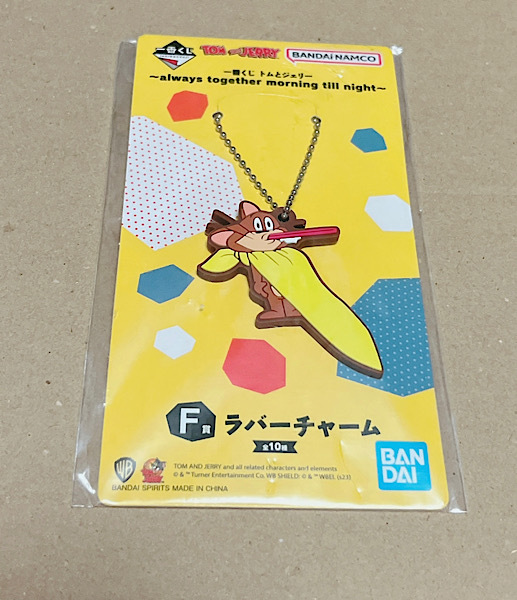 一番くじ
TOM AND JERRY
BANDAI NAMCO
一番くじ トムとジェリー
～always together morning till night～
F賞
ラバーチャーム
全10種
BAN
DAI
WB
TOM AND JERRY and all related characters and elements
© & ™ Turner Entertainment Co. WB SHIELD: © & ™ WBEI. (s23)
BANDAI SPIRITS MADE IN CHINA